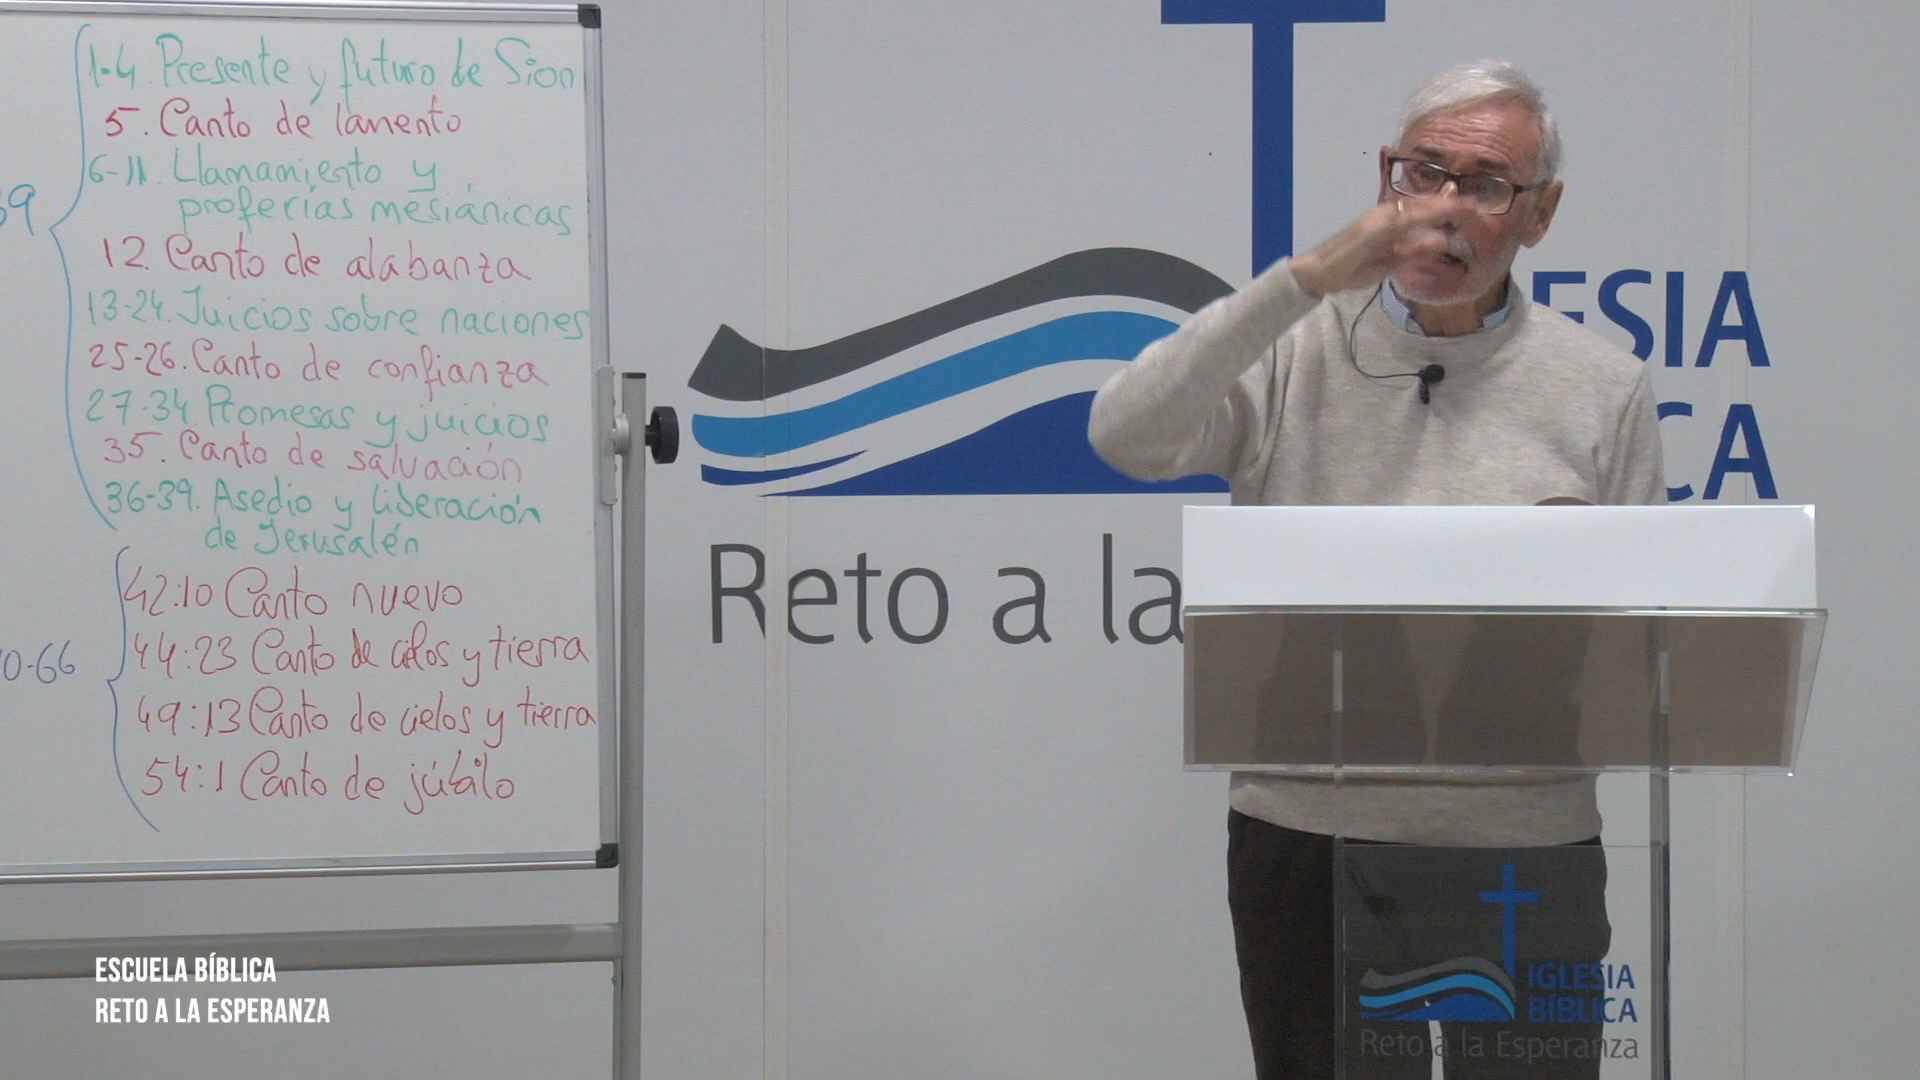 1-4. Presente y futuro de Sion
5. Canto de lamento
6-11. Llamamiento y
profecías mesiánicas
12. Canto de alabanza
13-24. Juicios sobre naciones
25-26. Canto de confianza
27-34. Promesas y juicios
35. Canto de salvación
36-39. Asedio y liberación
de Jerusalén
39
42:10 Canto nuevo
44:23 Canto de cielos y tierra
49:13 Canto de cielos y tierra
54:1 Canto de júbilo
0-66
ESIA
CA
Reto a la
IGLESIA
BÍBLICA
Reto a la Esperanza
ESCUELA BÍBLICA
RETO A LA ESPERANZA